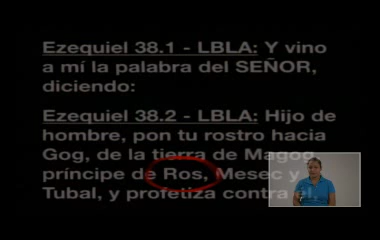 Ezequiel 38.1 - LBLA: Y vino
a mí la palabra del SEÑOR,
diciendo:
Ezequiel 38.2 - LBLA: Hijo de
hombre, pon tu rostro hacia
Gog, de la tierra de Magog,
príncipe de Ros, Mesec y
Tubal, y profetiza contra